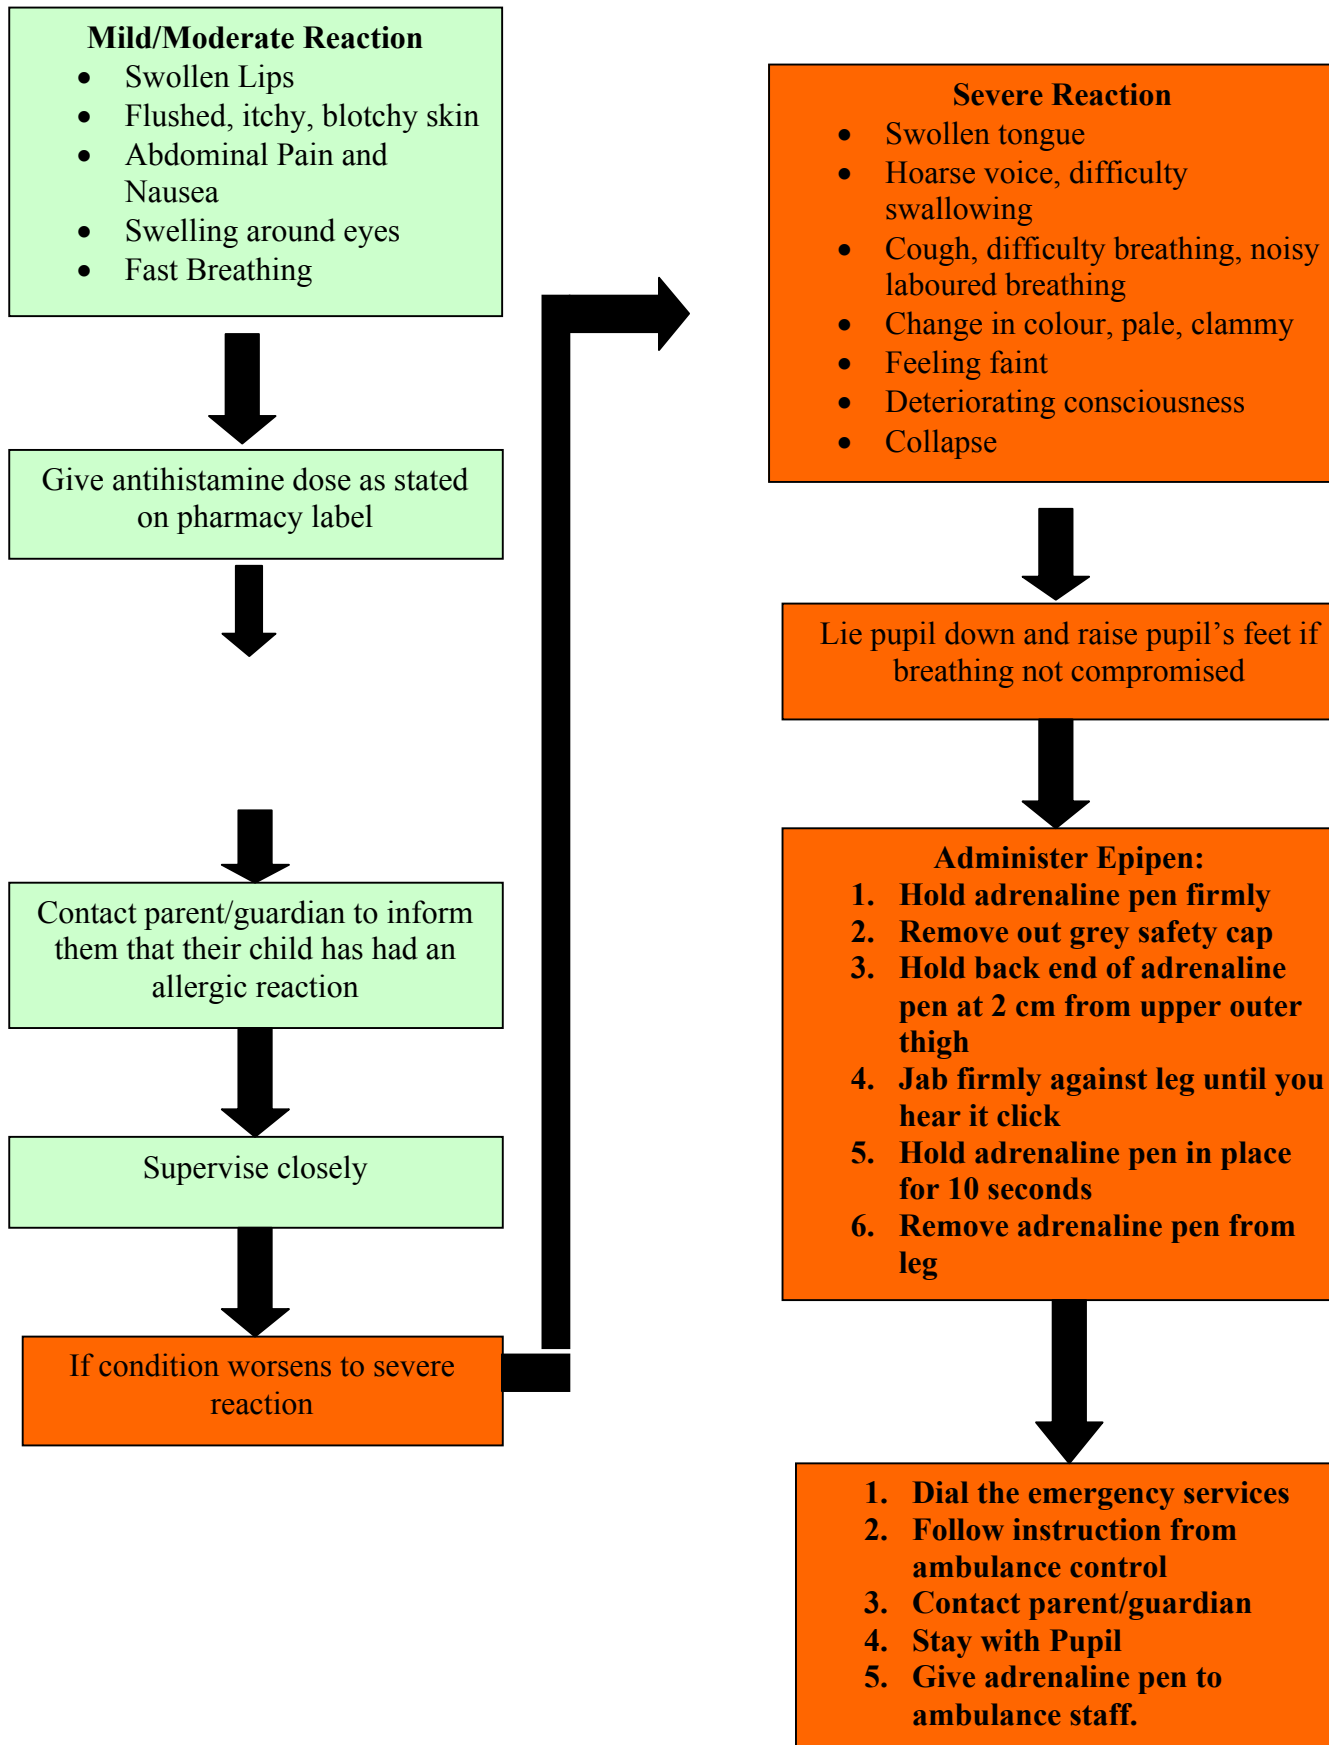 Mild/Moderate Reaction
• Swollen Lips
• Flushed, itchy, blotchy skin
• Abdominal Pain and
Nausea
• Swelling around eyes
• Fast Breathing
Give antihistamine dose as stated
on pharmacy label
Contact parent/guardian to inform
them that their child has had an
allergic reaction
Supervise closely
If condition worsens to severe
reaction
Severe Reaction
• Swollen tongue
• Hoarse voice, difficulty
swallowing
• Cough, difficulty breathing, noisy
laboured breathing
• Change in colour, pale, clammy
• Feeling faint
• Deteriorating consciousness
• Collapse
Lie pupil down and raise pupil’s feet if
breathing not compromised
Administer Epipen:
1. Hold adrenaline pen firmly
2. Remove out grey safety cap
3. Hold back end of adrenaline
pen at 2 cm from upper outer
thigh
4. Jab firmly against leg until you
hear it click
5. Hold adrenaline pen in place
for 10 seconds
6. Remove adrenaline pen from
leg
1. Dial the emergency services
2. Follow instruction from
ambulance control
3. Contact parent/guardian
4. Stay with Pupil
5. Give adrenaline pen to
ambulance staff.